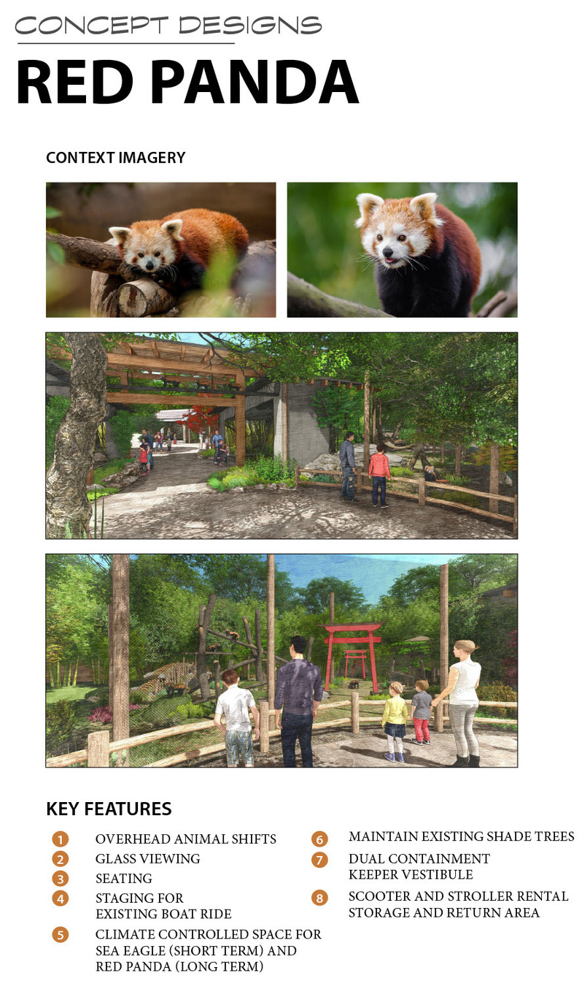 CONCEPT DESIGNS
RED PANDA
CONTEXT IMAGERY
KEY FEATURES
1 OVERHEAD ANIMAL SHIFTS
2 GLASS VIEWING
3 SEATING
4 STAGING FOR
EXISTING BOAT RIDE
5 CLIMATE CONTROLLED SPACE FOR
SEA EAGLE (SHORT TERM) AND
RED PANDA (LONG TERM)
6 MAINTAIN EXISTING SHADE TREES
7 DUAL CONTAINMENT
KEEPER VESTIBULE
8 SCOOTER AND STROLLER RENTAL
STORAGE AND RETURN AREA